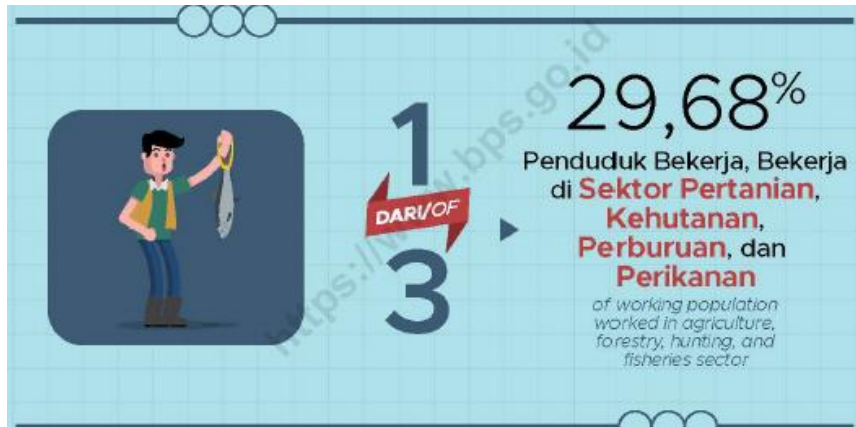 1
DARI/OF
3
29,68%
Penduduk Bekerja, Bekerja
di Sektor Pertanian,
Kehutanan,
Perburuan, dan
Perikanan
of working population
worked in agriculture,
forestry, hunting, and
fisheries sector
https://www.bps.go.id